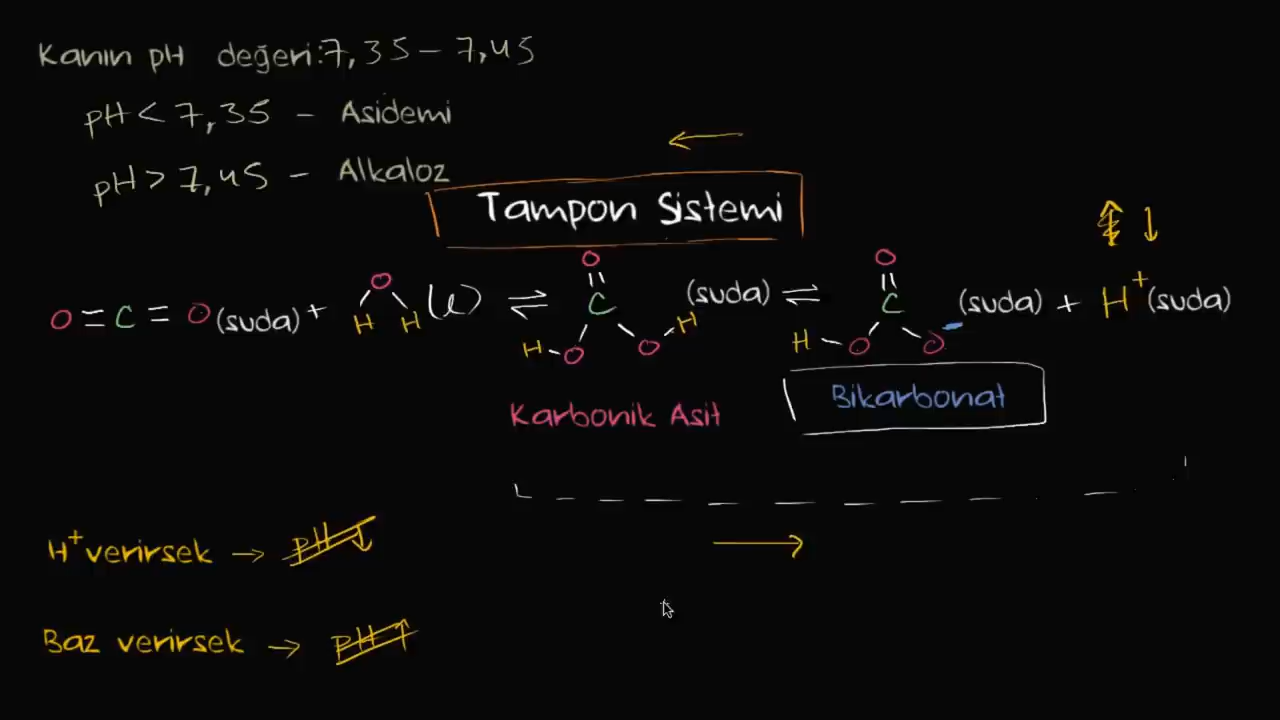 Kanın pH değeri:7,35 – 7,45
pH < 7,35 – Asidemi
pH > 7,45 – Alkaloz
Tampon Sistemi
O=C=O(suda) + H O H (l) ⇌ H-O C O O-H (suda) ⇌ H-O C O O⁻ (suda) + H⁺(suda)
Karbonik Asit
Bikarbonat
H⁺ verirsek → pH ↓
Baz verirsek → pH ↑